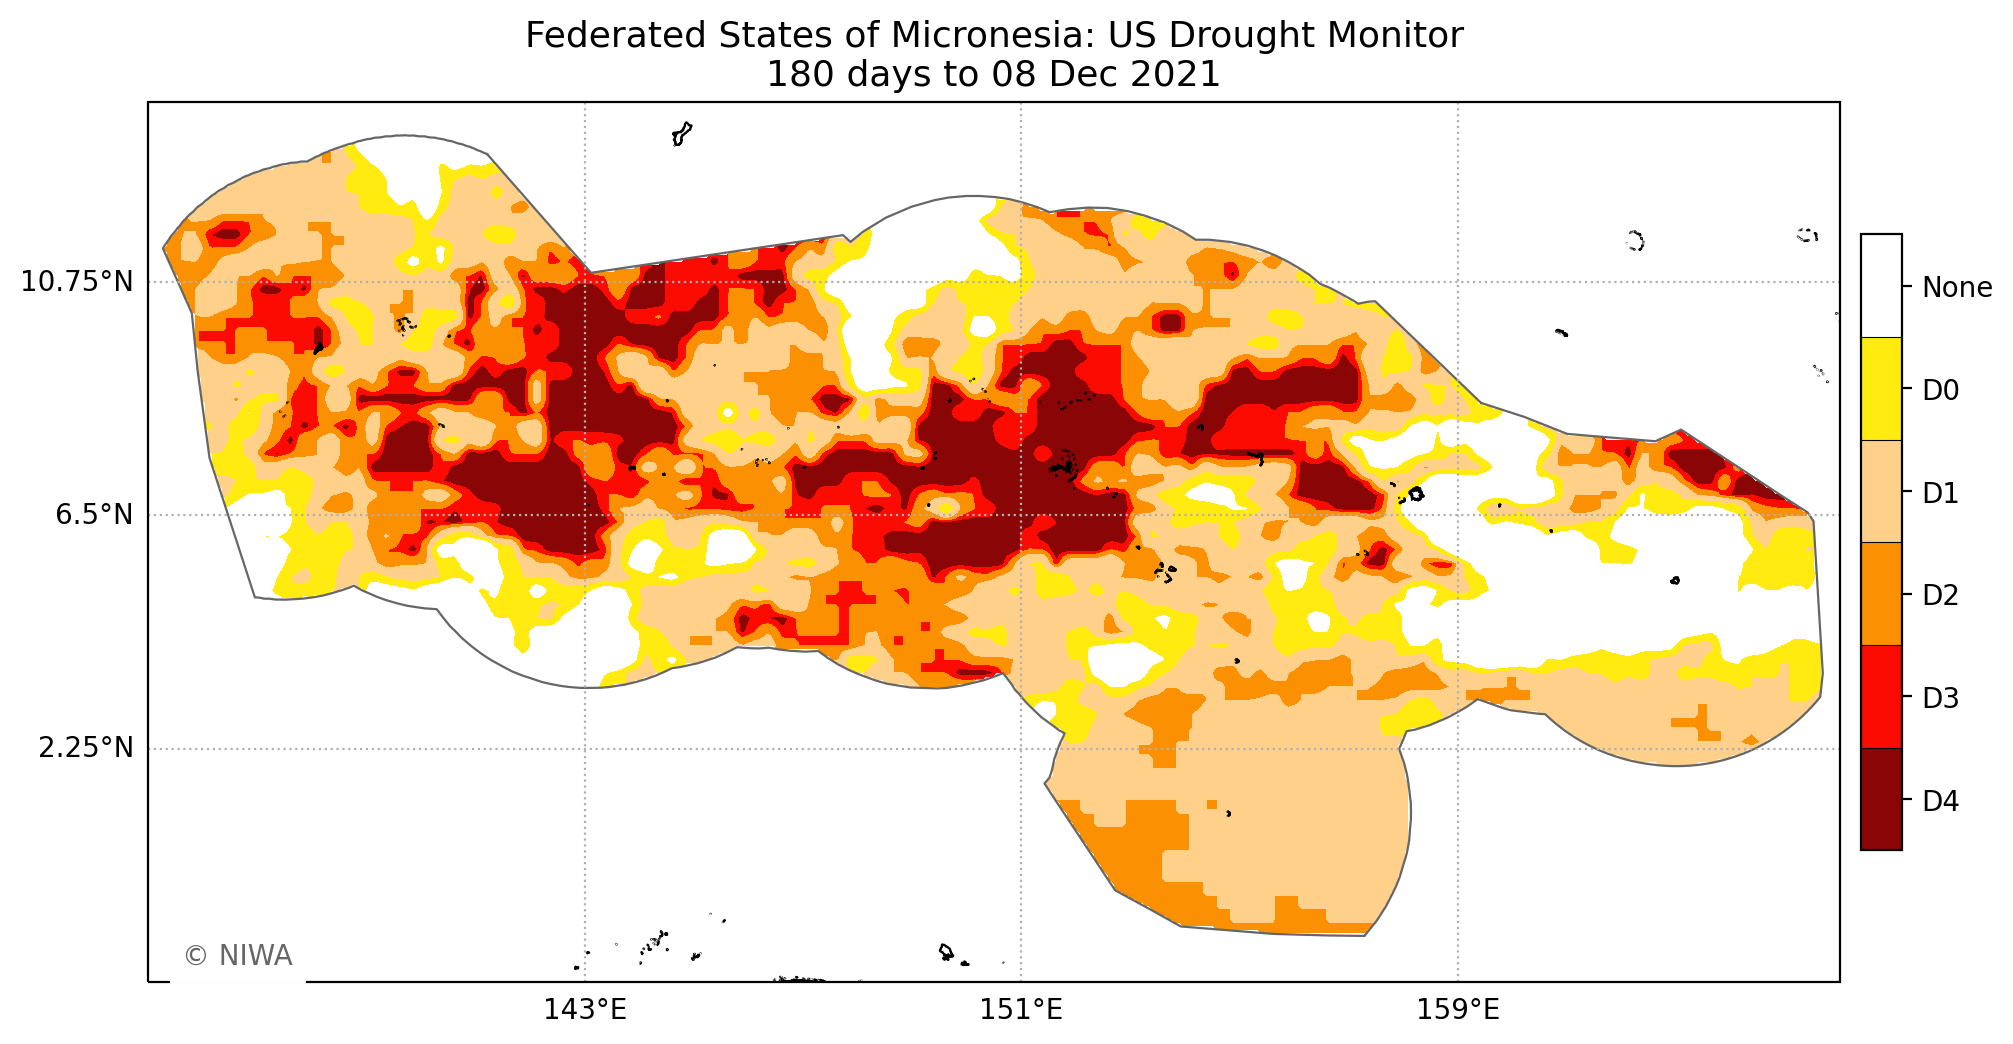 Federated States of Micronesia: US Drought Monitor
180 days to 08 Dec 2021
10.75°N
6.5°N
2.25°N
143°E
151°E
159°E
None
D0
D1
D2
D3
D4
© NIWA